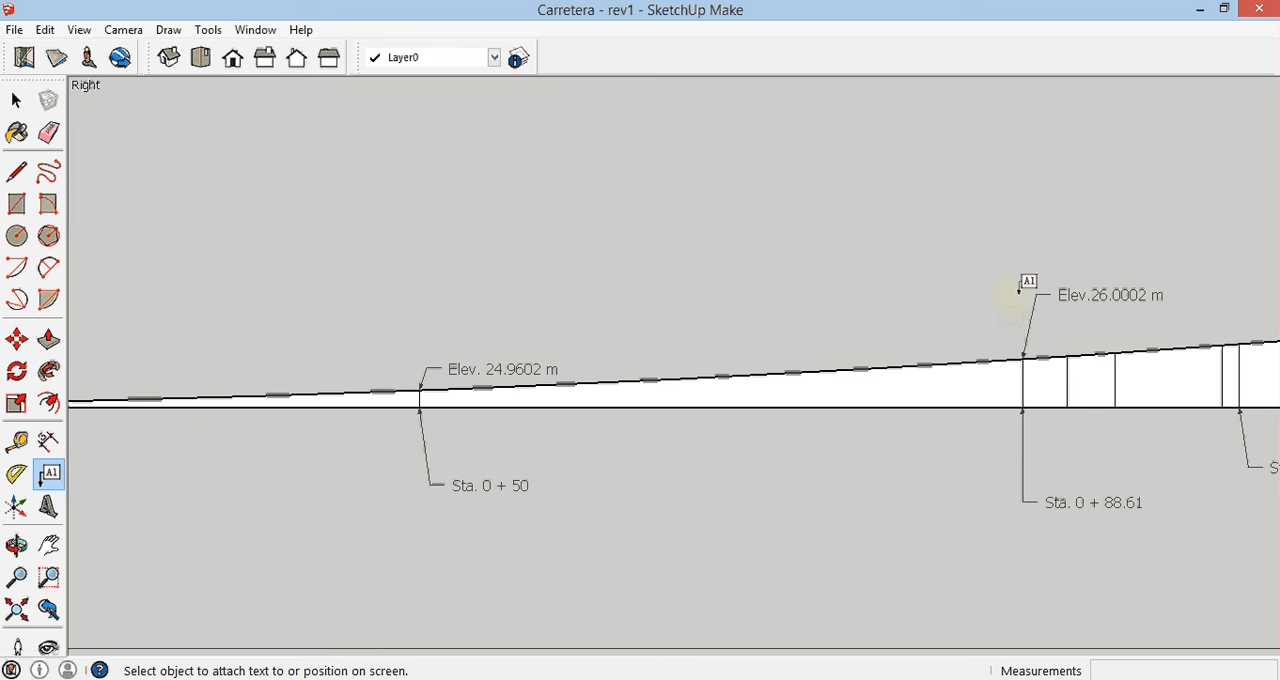 Carretera - rev1 - SketchUp Make
File Edit View Camera Draw Tools Window Help
Layer0
Right
A1
Elev.26.0002 m
Elev. 24.9602 m
A1
Sta. 0 + 50
S
Sta. 0 + 88.61
Select object to attach text to or position on screen.
Measurements